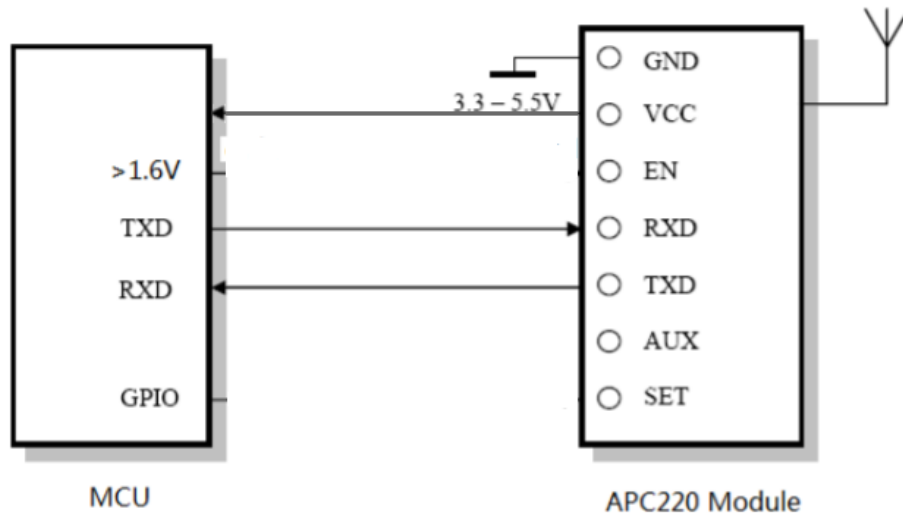 GND
3.3 – 5.5V
VCC
>1.6V
EN
TXD
RXD
RXD
TXD
AUX
GPIO
SET
MCU
APC220 Module